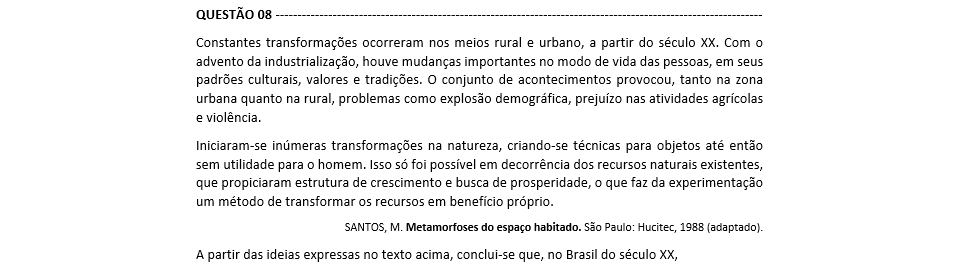 QUESTÃO 08 ----------------------------------------------------------------------------------------------------------------
Constantes transformações ocorreram nos meios rural e urbano, a partir do século XX. Com o
advento da industrialização, houve mudanças importantes no modo de vida das pessoas, em seus
padrões culturais, valores e tradições. O conjunto de acontecimentos provocou, tanto na zona
urbana quanto na rural, problemas como explosão demográfica, prejuízo nas atividades agrícolas
e violência.
Iniciaram-se inúmeras transformações na natureza, criando-se técnicas para objetos até então
sem utilidade para o homem. Isso só foi possível em decorrência dos recursos naturais existentes,
que propiciaram estrutura de crescimento e busca de prosperidade, o que faz da experimentação
um método de transformar os recursos em benefício próprio.
SANTOS, M. Metamorfoses do espaço habitado. São Paulo: Hucitec, 1988 (adaptado).
A partir das ideias expressas no texto acima, conclui-se que, no Brasil do século XX,